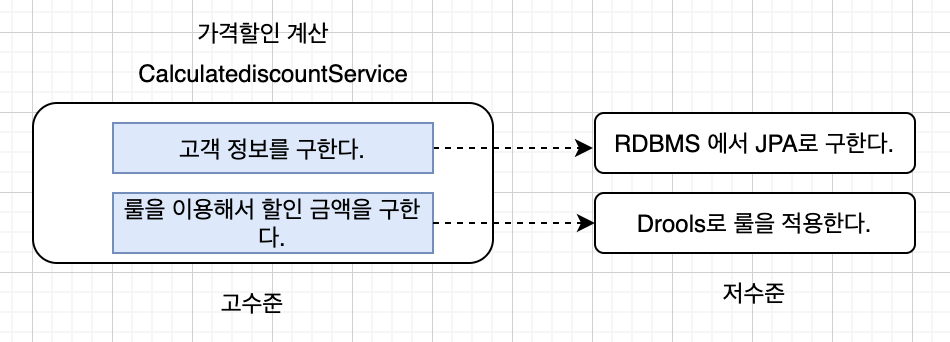 가격할인 계산
CalculatediscountService
고객 정보를 구한다.
RDBMS 에서 JPA로 구한다.
룰을 이용해서 할인 금액을 구한
다.
Drools로 룰을 적용한다.
고수준
저수준